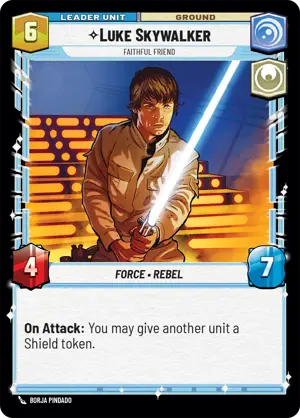 LEADER UNIT
GROUND
6
LUKE SKYWALKER
FAITHFUL FRIEND
4
7
FORCE • REBEL
On Attack: You may give another unit a
Shield token.
BORJA PINDADO